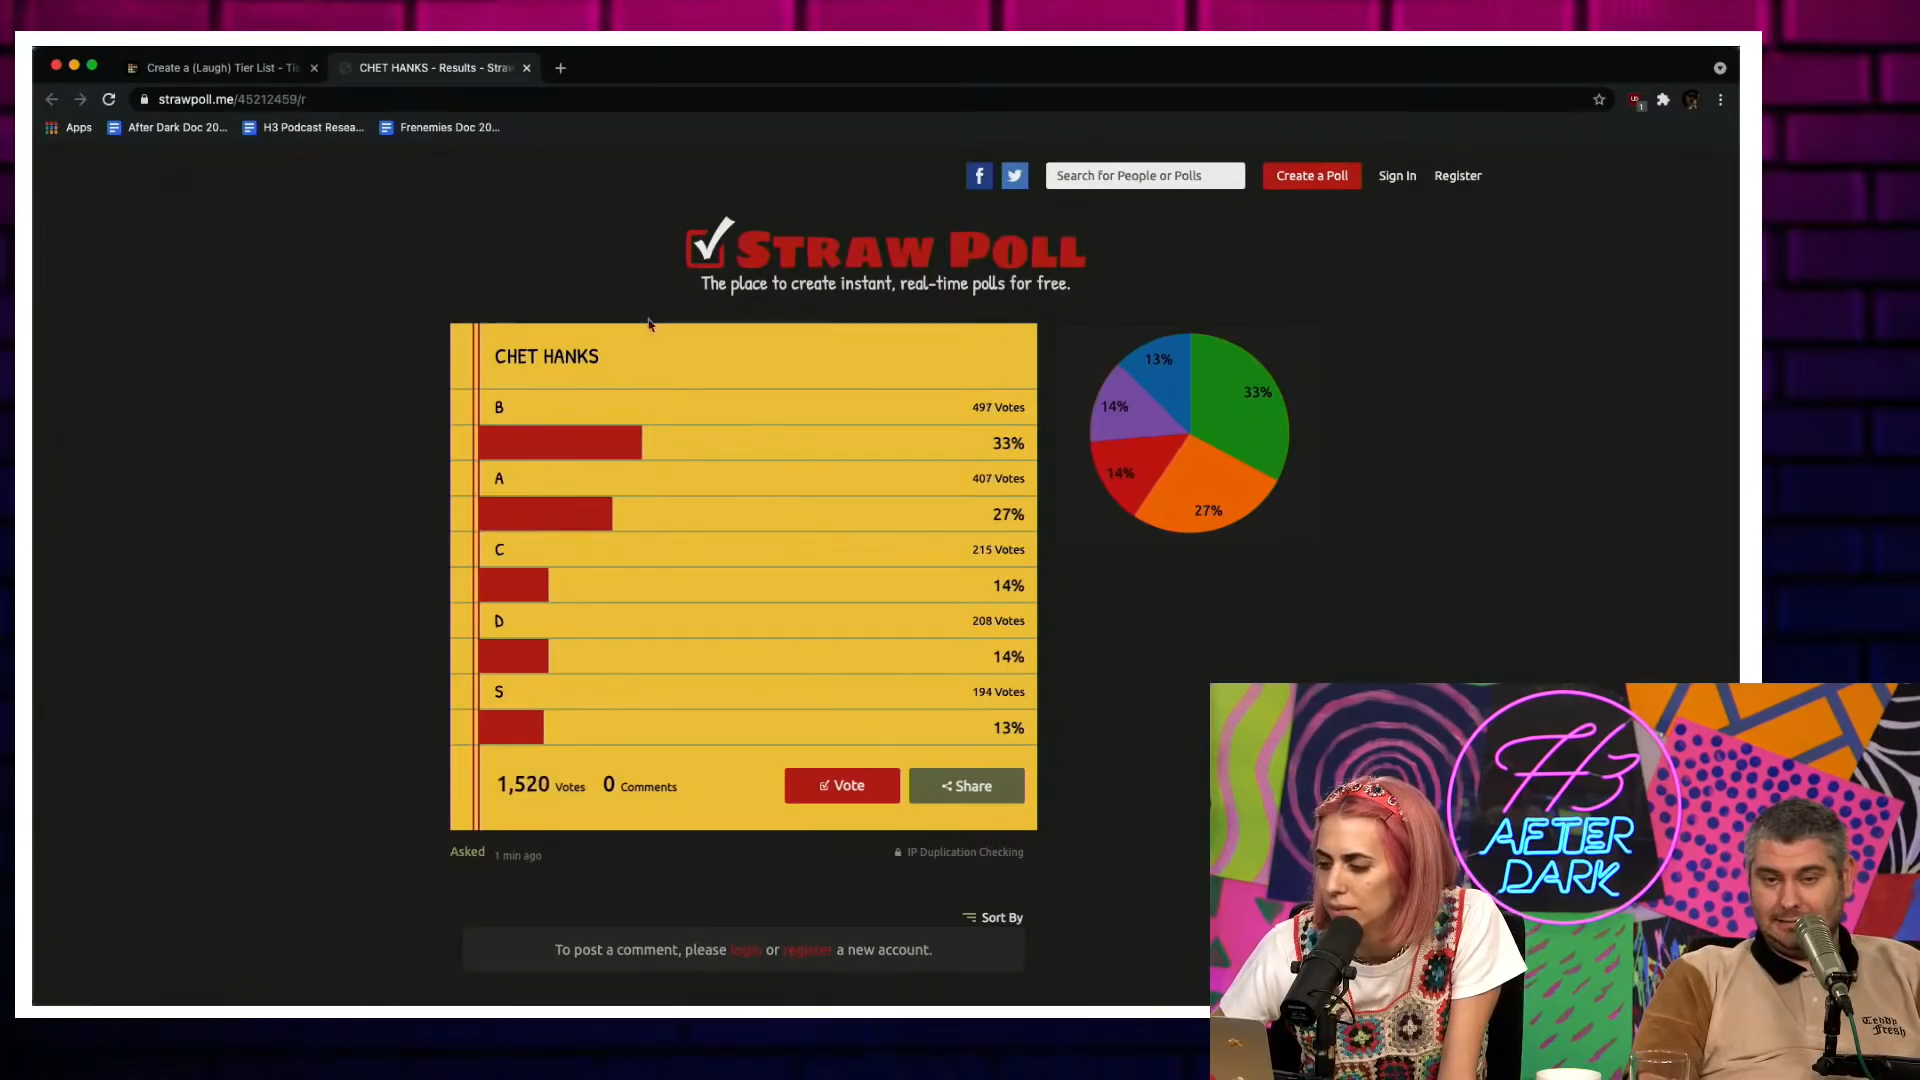 Create a (Laugh) Tier List - Tie
CHET HANKS - Results - Straw
strawpoll.me/45212459/r
Apps
After Dark Doc 20...
H3 Podcast Resea...
Frenemies Doc 20...
Search for People or Polls
Create a Poll
Sign In
Register
STRAW POLL
The place to create instant, real-time polls for free.
CHET HANKS
B
497 Votes
33%
A
407 Votes
27%
C
215 Votes
14%
D
208 Votes
14%
S
194 Votes
13%
13%
33%
14%
14%
27%
1,520 Votes 0 Comments
Vote
Share
Asked 1 min ago
IP Duplication Checking
Sort By
To post a comment, please login or register a new account.
H3
AFTER
DARK
Teddy
Fresh